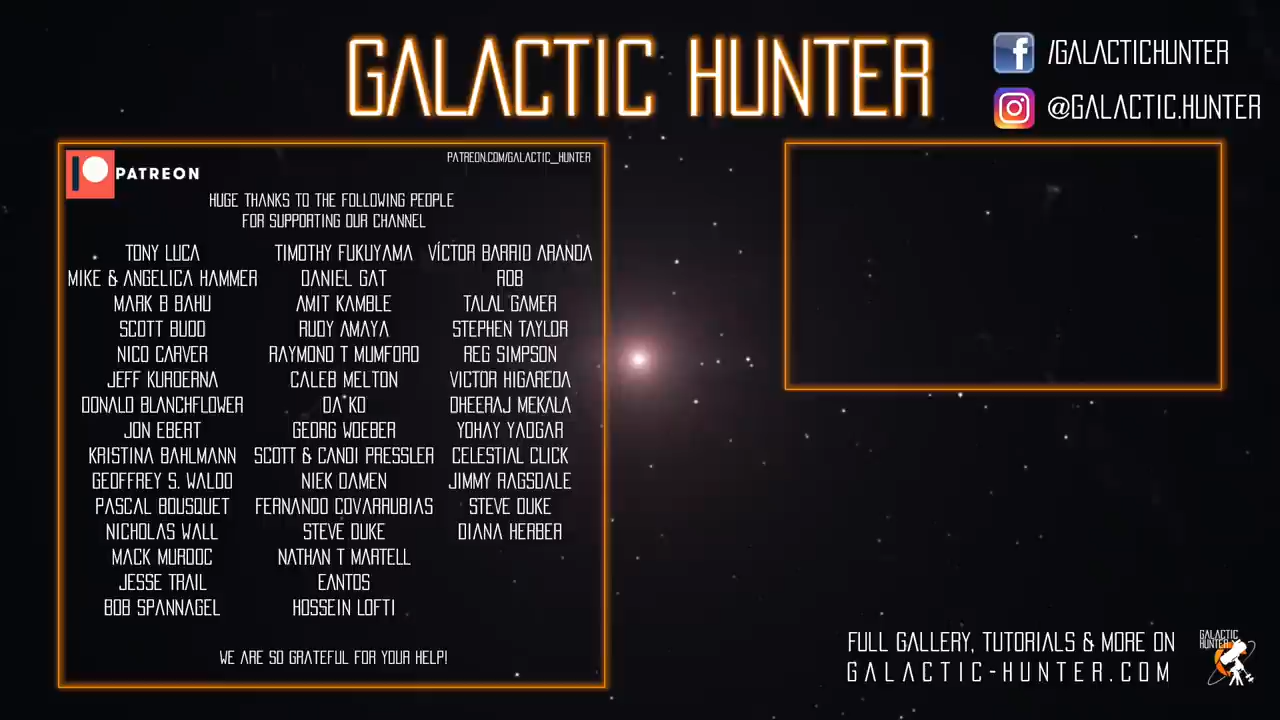 GALACTIC HUNTER
/GALACTICHUNTER
@GALACTIC.HUNTER
PATREON
PATREON.COM/GALACTIC_HUNTER
HUGE THANKS TO THE FOLLOWING PEOPLE
FOR SUPPORTING OUR CHANNEL
TONY LUCA
MIKE & ANGELICA HAMMER
MARK B BAHU
SCOTT BUDD
NICO CARVER
JEFF KURDERNA
DONALD BLANCHFLOWER
JON EBERT
KRISTINA BAHLMANN
GEOFFREY S. WALDO
PASCAL BOUSQUET
NICHOLAS WALL
MACK MURDOC
JESSE TRAIL
BOB SPANNAGEL
TIMOTHY FUKUYAMA
DANIEL GAT
AMIT KAMBLE
RUDY AMAYA
RAYMOND T MUMFORD
CALEB MELTON
DA KO
GEORG WOEBER
SCOTT & CANDI PRESSLER
NIEK DAMEN
FERNANDO COVARRUBIAS
STEVE DUKE
NATHAN T MARTELL
EANTOS
HOSSEIN LOFTI
VÍCTOR BARRIO ARANDA
ROB
TALAL GAMER
STEPHEN TAYLOR
REG SIMPSON
VICTOR HIGAREDA
DHEERAJ MEKALA
YOHAY YADGAR
CELESTIAL CLICK
JIMMY RAGSDALE
STEVE DUKE
DIANA HERBER
WE ARE SO GRATEFUL FOR YOUR HELP!
FULL GALLERY, TUTORIALS & MORE ON
GALACTIC-HUNTER.COM
GALACTIC
HUNTER